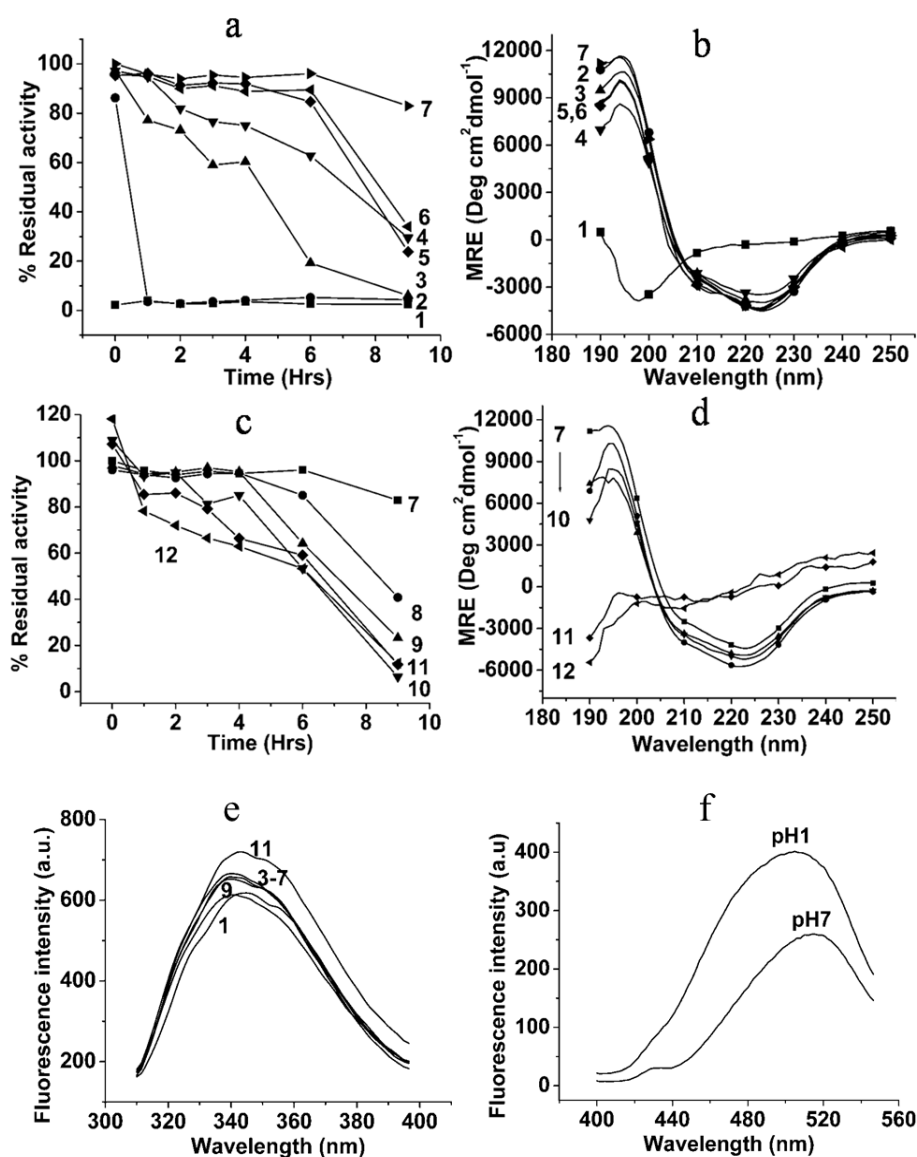 a
% Residual activity
100
80
60
40
20
0
7
6
4
5
3
2
1
0 2 4 6 8 10
Time (Hrs)
b
MRE (Deg cm²dmol⁻¹)
12000
9000
6000
3000
0
-3000
-6000
7
2
3
5,6
4
1
180 190 200 210 220 230 240 250
Wavelength (nm)
c
% Residual activity
120
100
80
60
40
20
0
7
12
8
9
11
10
0 2 4 6 8 10
Time (Hrs)
d
MRE (Deg cm²dmol⁻¹)
12000
9000
6000
3000
0
-3000
-6000
7
10
11
12
180 190 200 210 220 230 240 250
Wavelength (nm)
e
Fluorescence intensity (a.u.)
800
600
400
200
11
3-7
9
1
300 320 340 360 380 400
Wavelength (nm)
f
Fluorescence intensity (a.u)
400
300
200
100
0
pH1
pH7
400 440 480 520 560
Wavelength (nm)